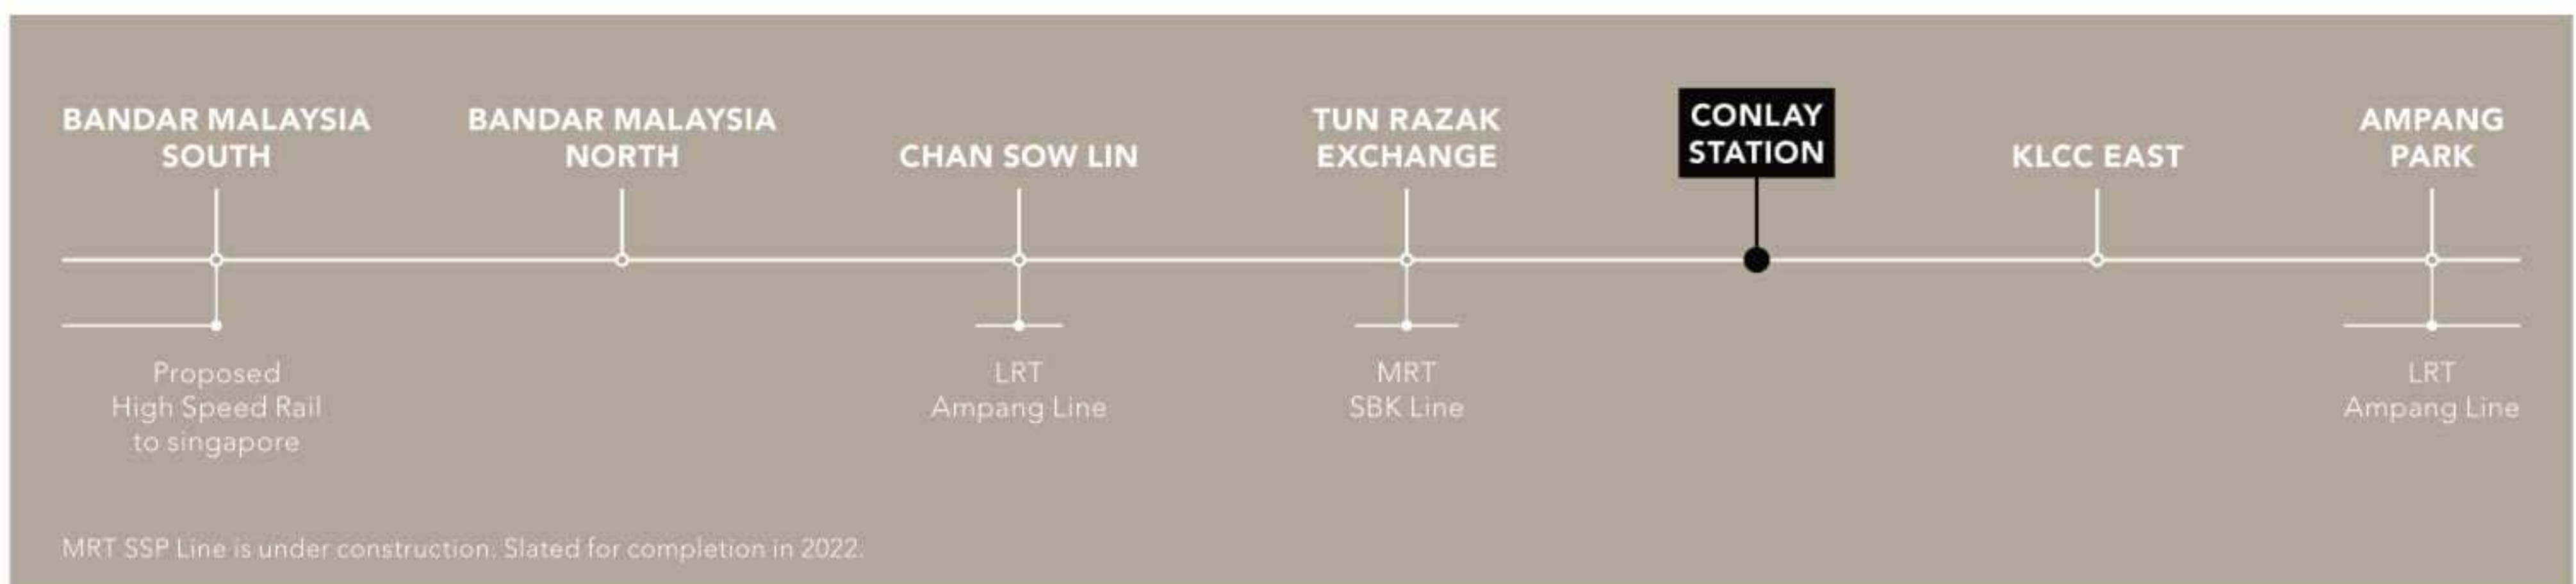 BANDAR MALAYSIA
SOUTH
BANDAR MALAYSIA
NORTH
CHAN SOW LIN
TUN RAZAK
EXCHANGE
CONLAY
STATION
KLCC EAST
AMPANG
PARK
Proposed
High Speed Rail
to singapore
LRT
Ampang Line
MRT
SBK Line
LRT
Ampang Line
MRT SSP Line is under construction. Slated for completion in 2022.